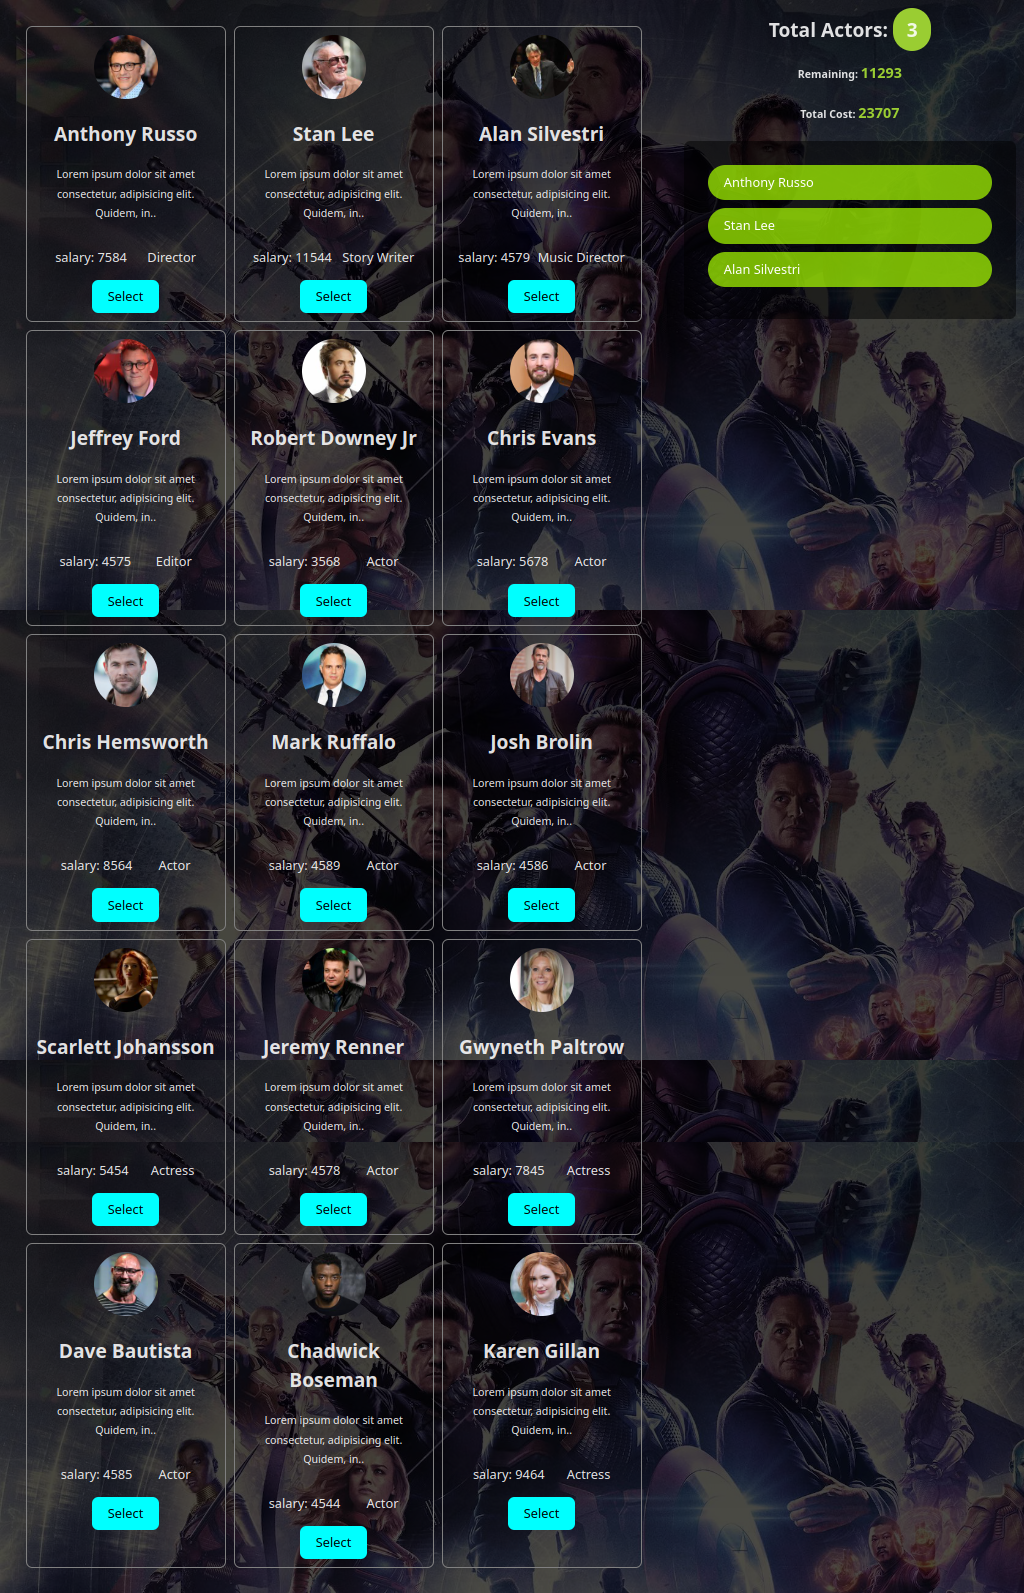 Total Actors: 3
Remaining: 11293
Total Cost: 23707
Anthony Russo
Stan Lee
Alan Silvestri
Anthony Russo
Lorem ipsum dolor sit amet
consectetur, adipisicing elit.
Quidem, in..
salary: 7584 Director
Select
Stan Lee
Lorem ipsum dolor sit amet
consectetur, adipisicing elit.
Quidem, in..
salary: 11544 Story Writer
Select
Alan Silvestri
Lorem ipsum dolor sit amet
consectetur, adipisicing elit.
Quidem, in..
salary: 4579 Music Director
Select
Jeffrey Ford
Lorem ipsum dolor sit amet
consectetur, adipisicing elit.
Quidem, in..
salary: 4575 Editor
Select
Robert Downey Jr
Lorem ipsum dolor sit amet
consectetur, adipisicing elit.
Quidem, in..
salary: 3568 Actor
Select
Chris Evans
Lorem ipsum dolor sit amet
consectetur, adipisicing elit.
Quidem, in..
salary: 5678 Actor
Select
Chris Hemsworth
Lorem ipsum dolor sit amet
consectetur, adipisicing elit.
Quidem, in..
salary: 8564 Actor
Select
Mark Ruffalo
Lorem ipsum dolor sit amet
consectetur, adipisicing elit.
Quidem, in..
salary: 4589 Actor
Select
Josh Brolin
Lorem ipsum dolor sit amet
consectetur, adipisicing elit.
Quidem, in..
salary: 4586 Actor
Select
Scarlett Johansson
Lorem ipsum dolor sit amet
consectetur, adipisicing elit.
Quidem, in..
salary: 5454 Actress
Select
Jeremy Renner
Lorem ipsum dolor sit amet
consectetur, adipisicing elit.
Quidem, in..
salary: 4578 Actor
Select
Gwyneth Paltrow
Lorem ipsum dolor sit amet
consectetur, adipisicing elit.
Quidem, in..
salary: 7845 Actress
Select
Dave Bautista
Lorem ipsum dolor sit amet
consectetur, adipisicing elit.
Quidem, in..
salary: 4585 Actor
Select
Chadwick
Boseman
Lorem ipsum dolor sit amet
consectetur, adipisicing elit.
Quidem, in..
salary: 4544 Actor
Select
Karen Gillan
Lorem ipsum dolor sit amet
consectetur, adipisicing elit.
Quidem, in..
salary: 9464 Actress
Select